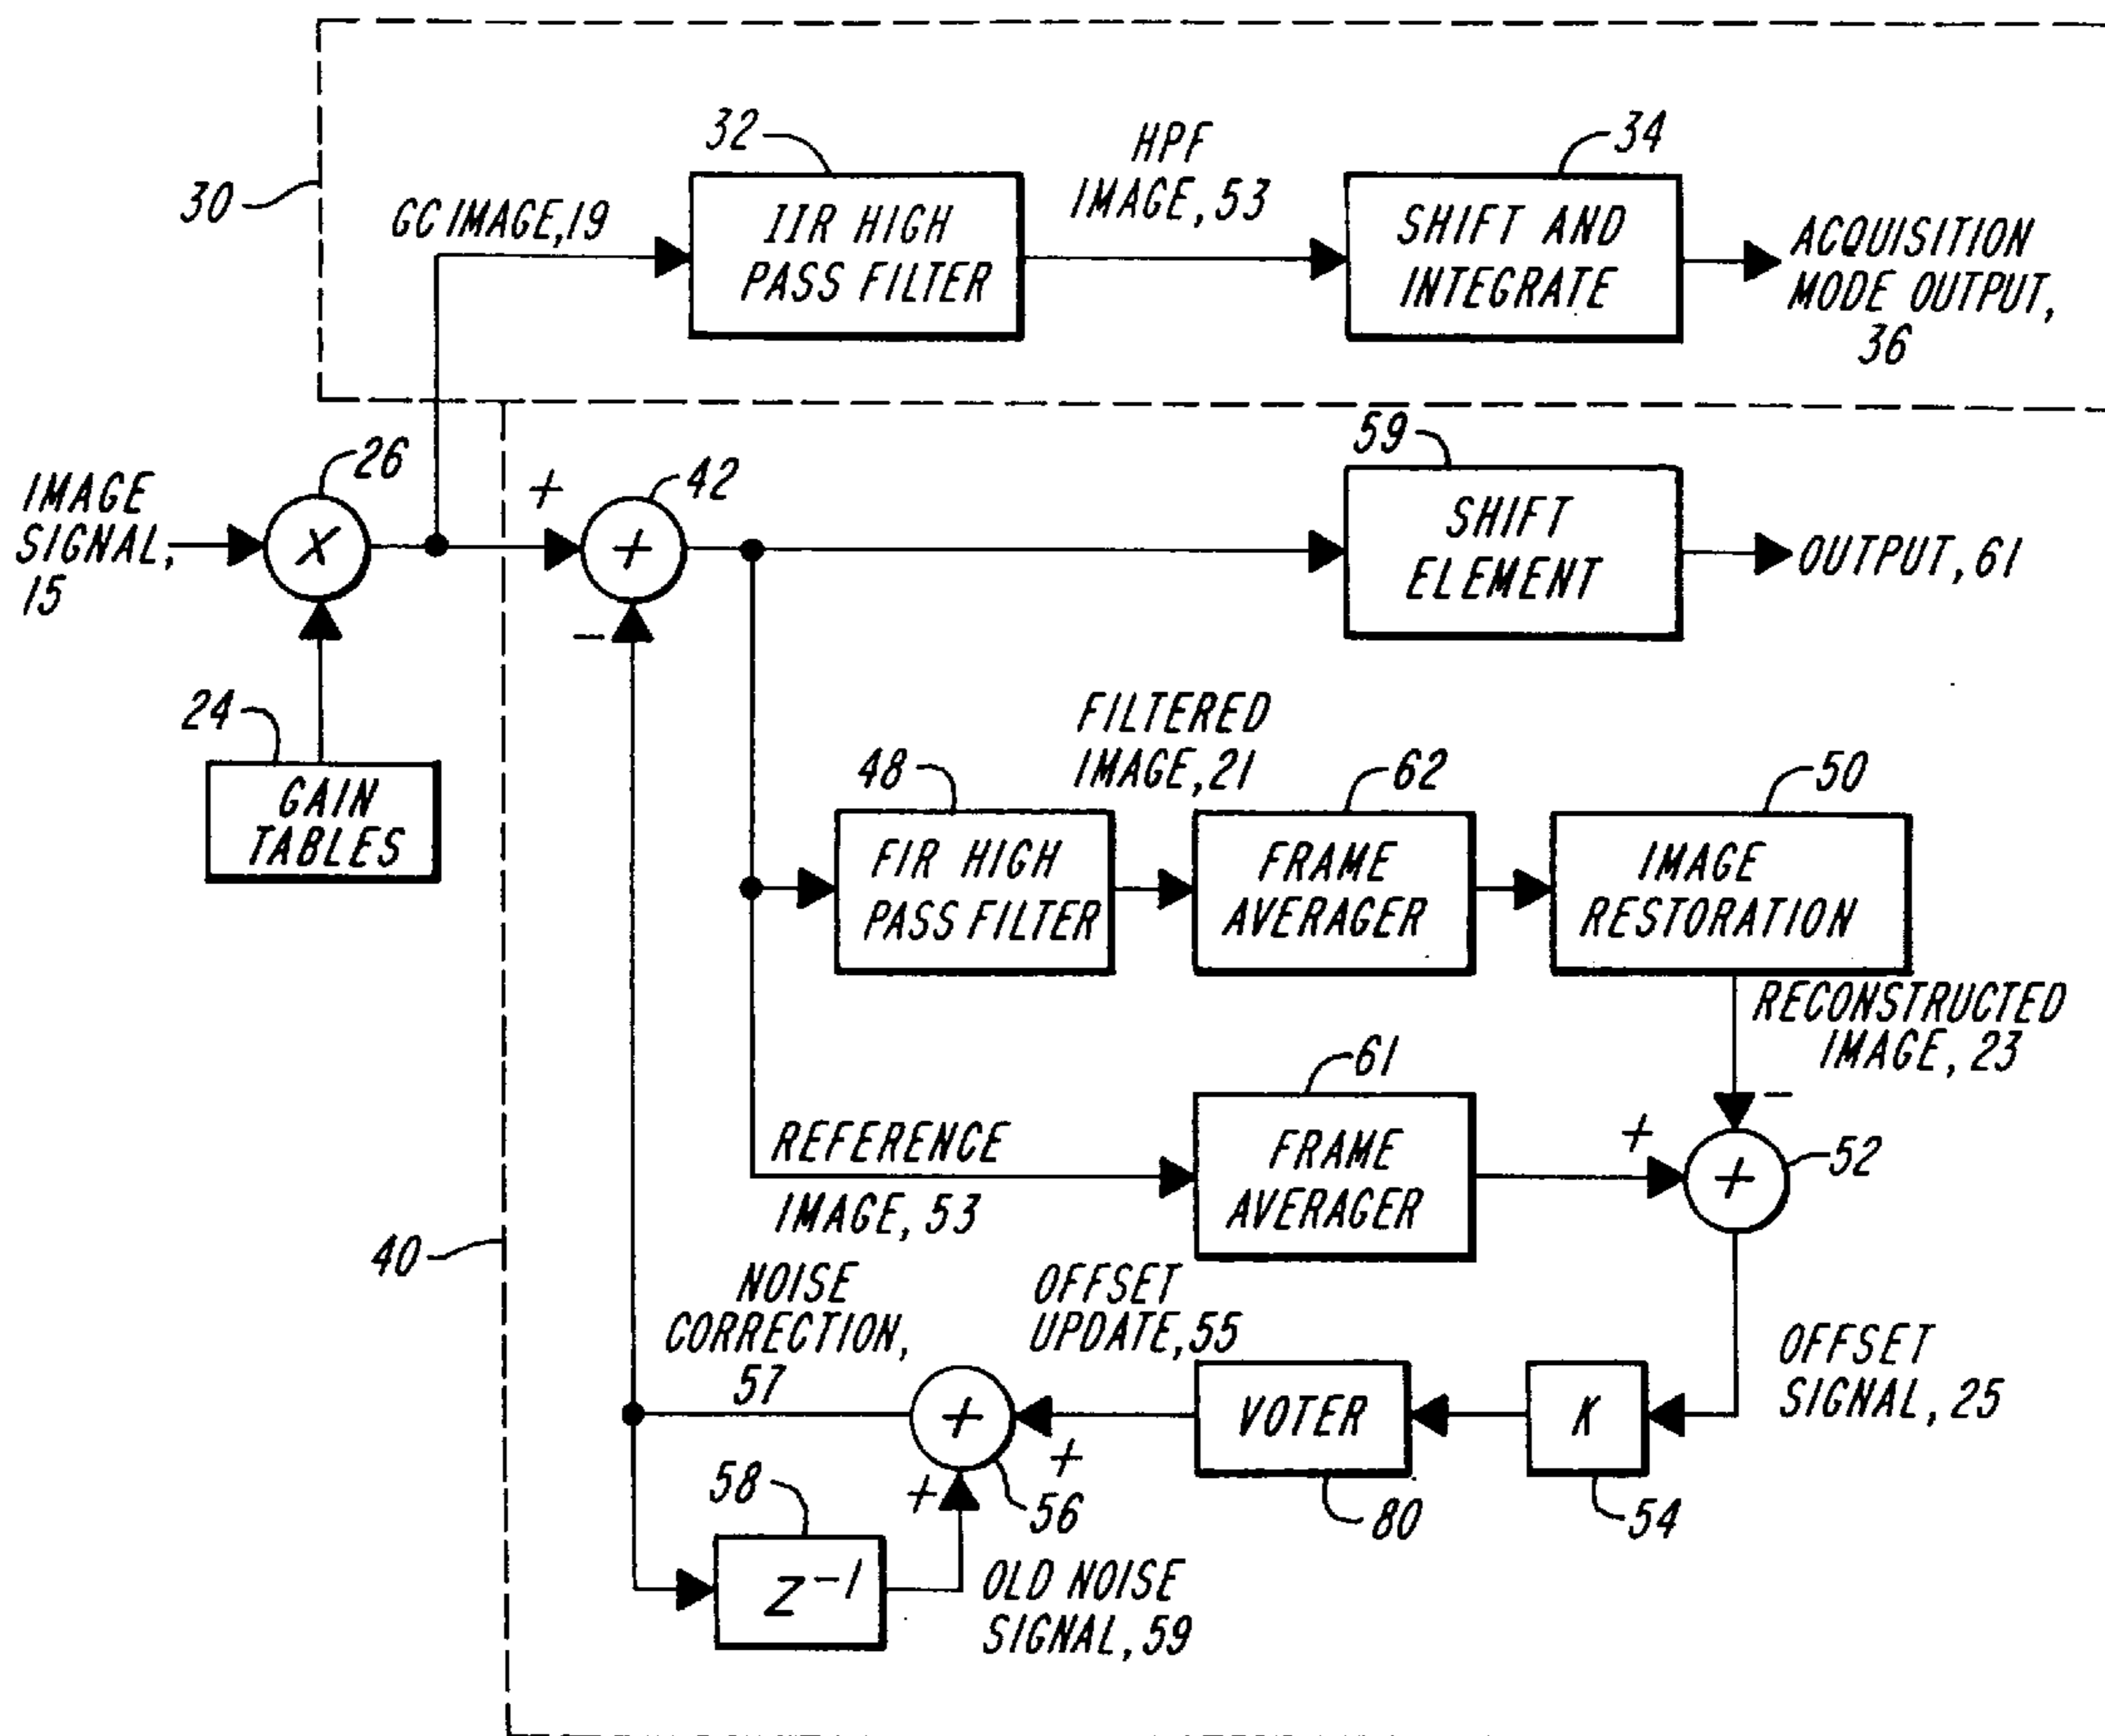 30
32
HPF
IMAGE, 53
34
GC IMAGE, 19
IIR HIGH
PASS FILTER
SHIFT AND
INTEGRATE
ACQUISITION
MODE OUTPUT,
36
IMAGE
SIGNAL,
15
26
X
+
42
+
-
59
SHIFT
ELEMENT
OUTPUT, 61
24
GAIN
TABLES
48
FILTERED
IMAGE, 21
62
50
FIR HIGH
PASS FILTER
FRAME
AVERAGER
IMAGE
RESTORATION
RECONSTRUCTED
IMAGE, 23
61
-
REFERENCE
IMAGE, 53
FRAME
AVERAGER
+
+
52
40
NOISE
CORRECTION,
57
OFFSET
UPDATE, 55
OFFSET
SIGNAL, 25
+
+
+
56
VOTER
80
K
54
58
Z-1
OLD NOISE
SIGNAL, 59